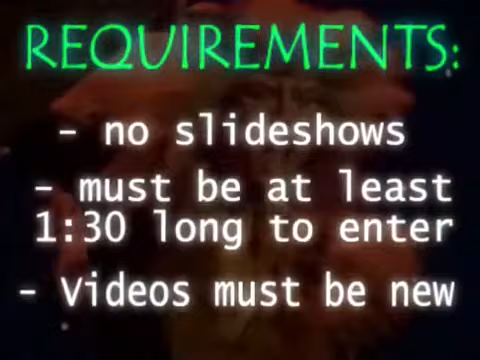 REQUIREMENTS:
- no slideshows
- must be at least
1:30 long to enter
- Videos must be new